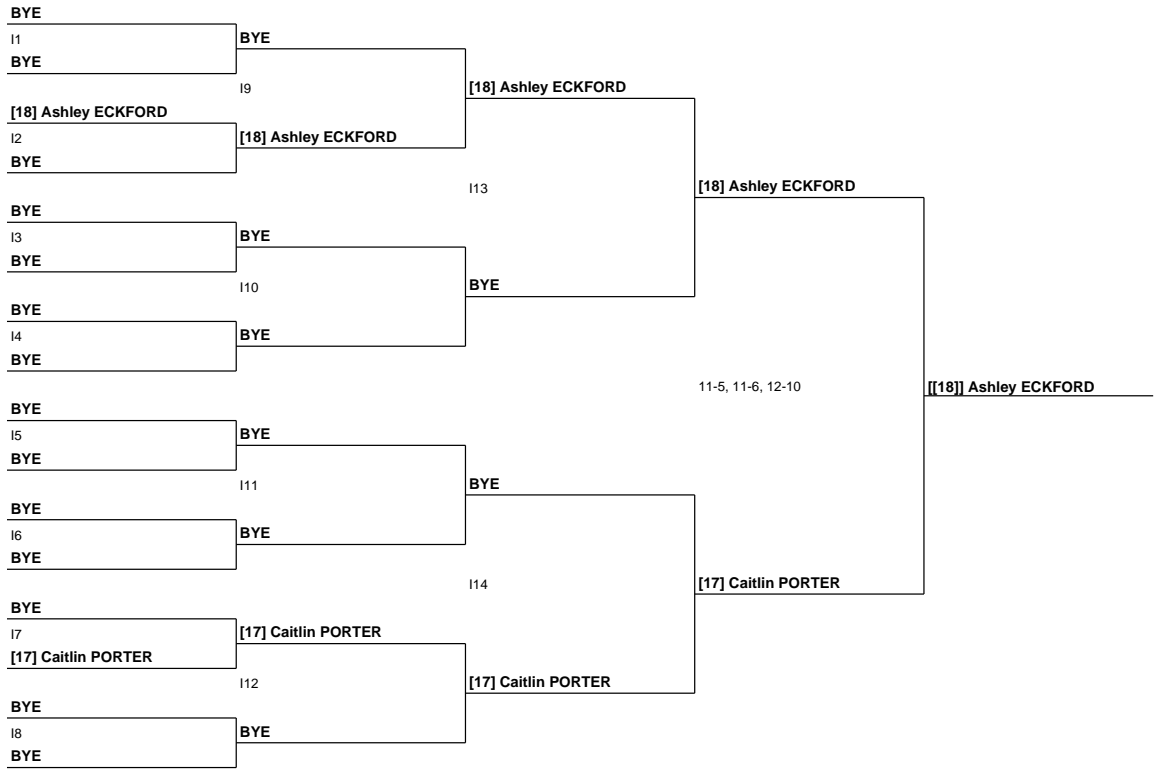 BYE
I1
BYE
BYE
I9
[18] Ashley ECKFORD
[18] Ashley ECKFORD
I2
[18] Ashley ECKFORD
BYE
I13
[18] Ashley ECKFORD
BYE
I3
BYE
BYE
I10
BYE
BYE
I4
BYE
BYE
11-5, 11-6, 12-10
[[18]] Ashley ECKFORD
BYE
I5
BYE
BYE
I11
BYE
BYE
I6
BYE
BYE
I14
[17] Caitlin PORTER
BYE
I7
[17] Caitlin PORTER
[17] Caitlin PORTER
I12
[17] Caitlin PORTER
BYE
I8
BYE
BYE